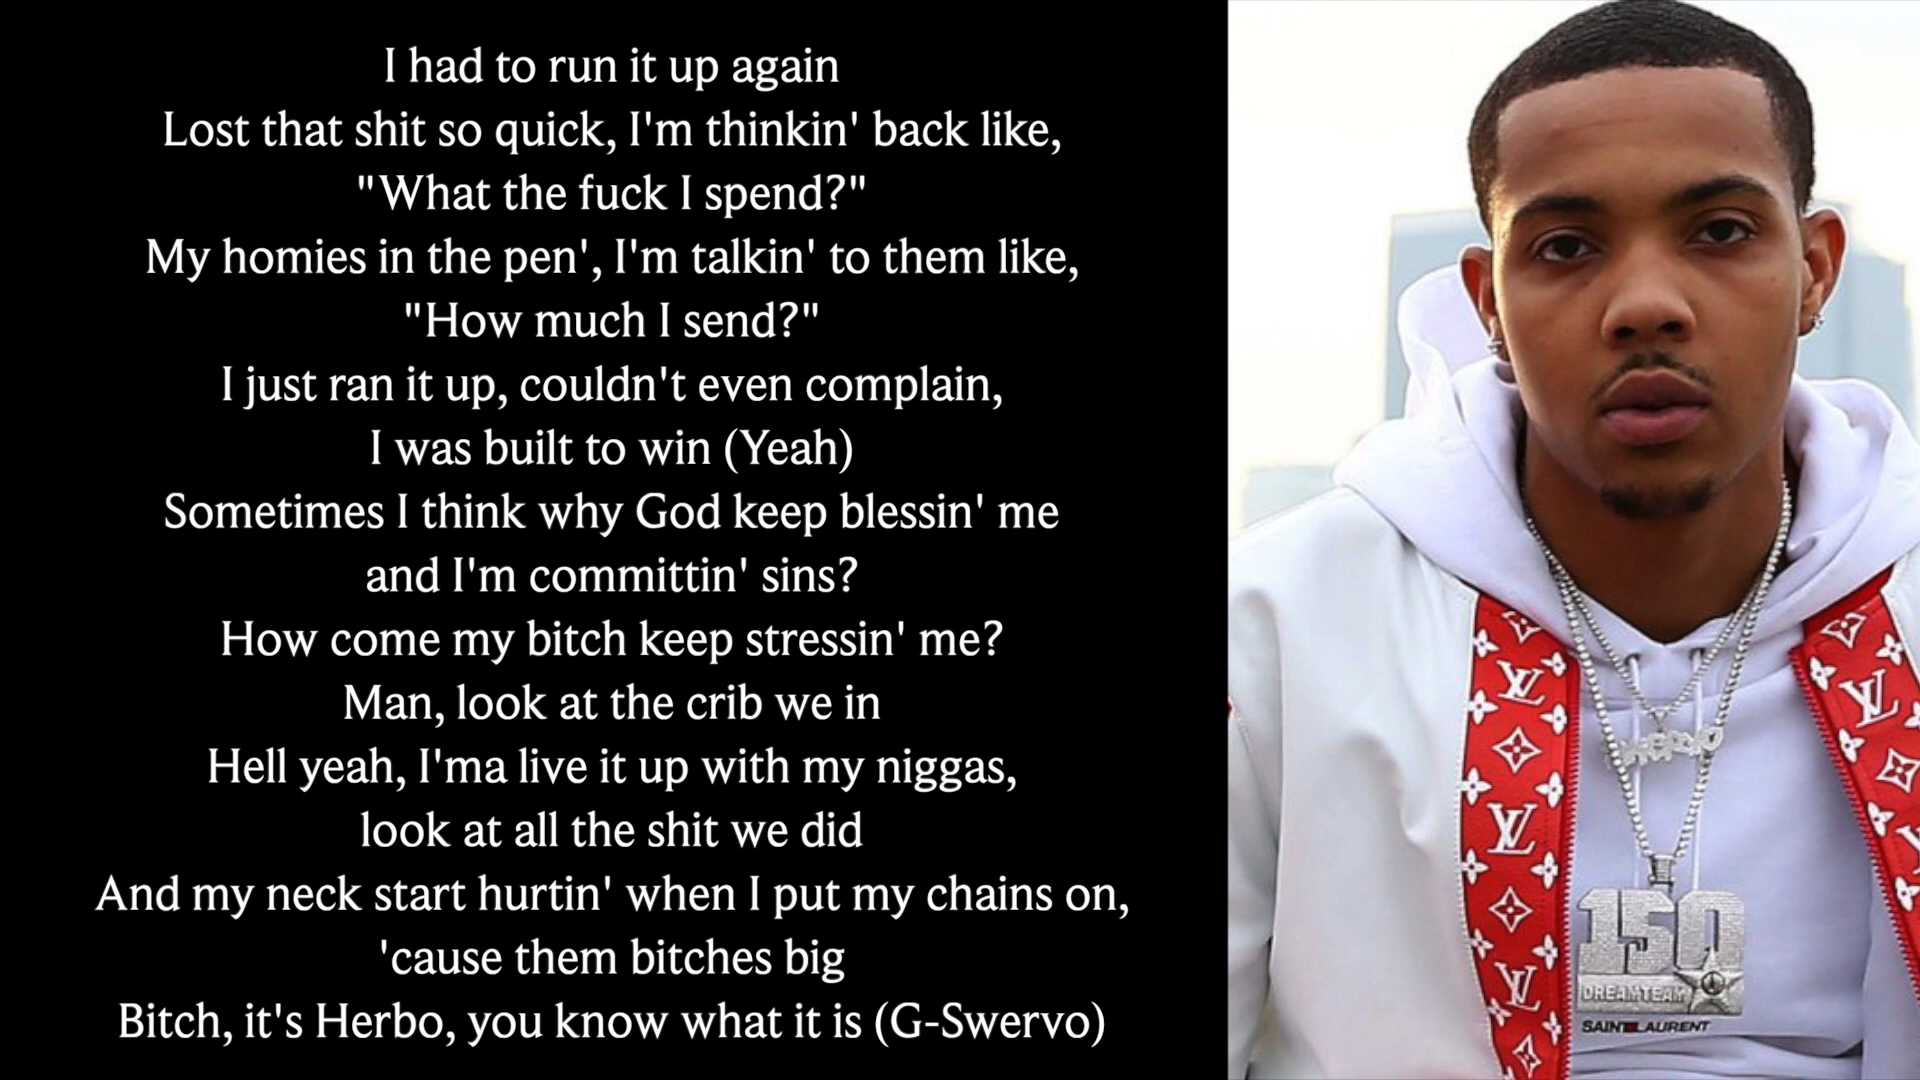 I had to run it up again
Lost that shit so quick, I'm thinkin' back like,
"What the fuck I spend?"
My homies in the pen', I'm talkin' to them like,
"How much I send?"
I just ran it up, couldn't even complain,
I was built to win (Yeah)
Sometimes I think why God keep blessin' me
and I'm committin' sins?
How come my bitch keep stressin' me?
Man, look at the crib we in
Hell yeah, I'ma live it up with my niggas,
look at all the shit we did
And my neck start hurtin' when I put my chains on,
'cause them bitches big
Bitch, it's Herbo, you know what it is (G-Swervo)
LV
LV
LV
LV
150
DREAMTEAM
SAINT LAURENT